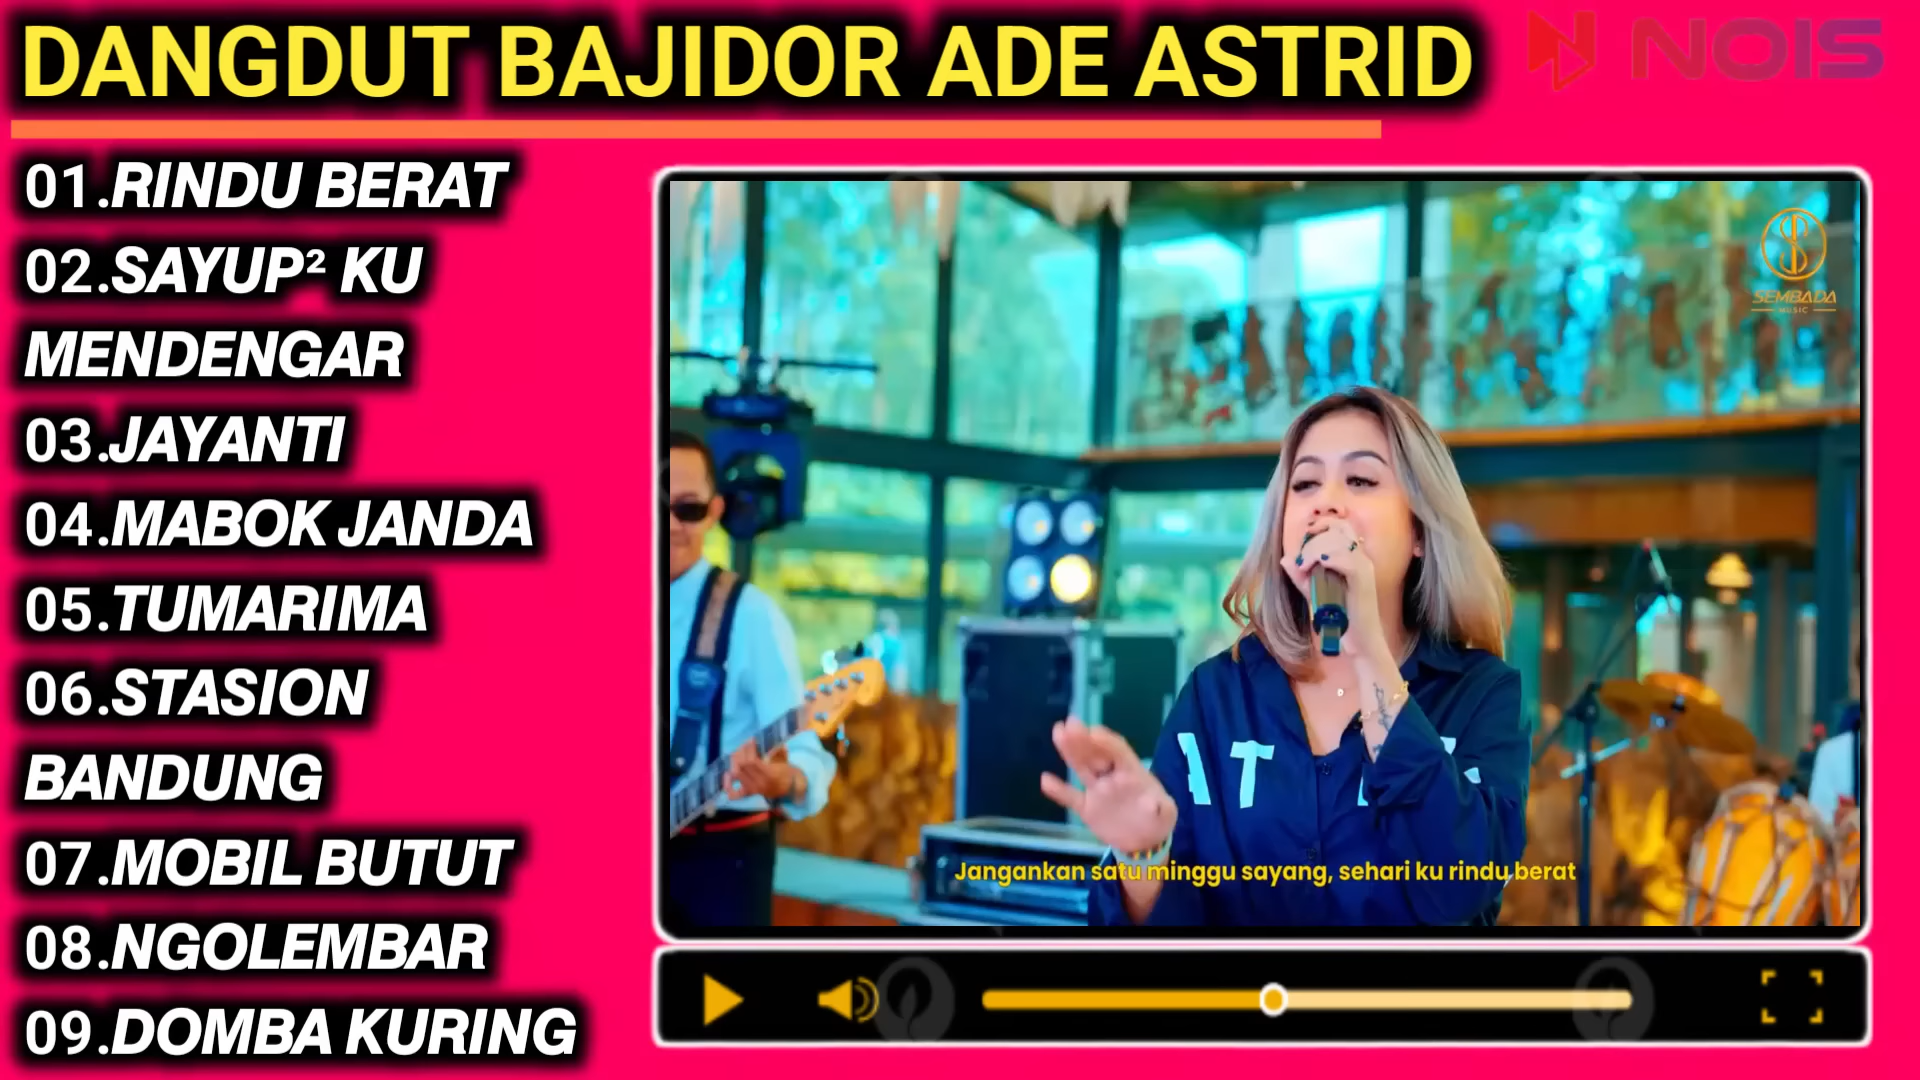 DANGDUT BAJIDOR ADE ASTRID
NOIS
01.RINDU BERAT
02.SAYUP² KU
MENDENGAR
03.JAYANTI
04.MABOK JANDA
05.TUMARIMA
06.STASION
BANDUNG
07.MOBIL BUTUT
08.NGOLEMBAR
09.DOMBA KURING
SEMBADA
MUSIC
Jangankan satu minggu sayang, sehari ku rindu berat